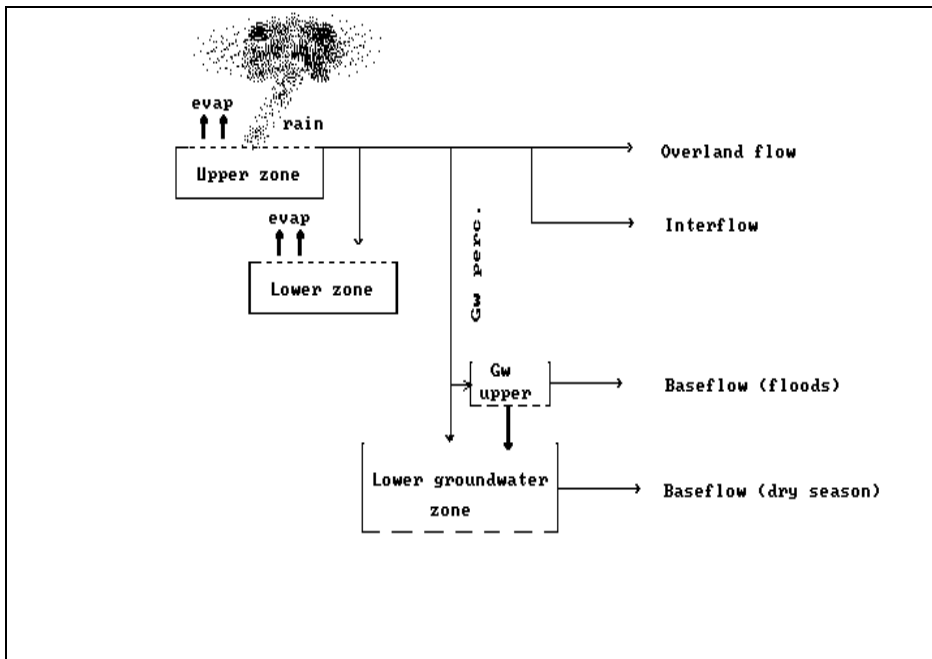 evap
rain
Overland flow
Upper zone
evap
Interflow
Gw perc.
Lower zone
Gw
upper
Baseflow (floods)
Lower groundwater
zone
Baseflow (dry season)